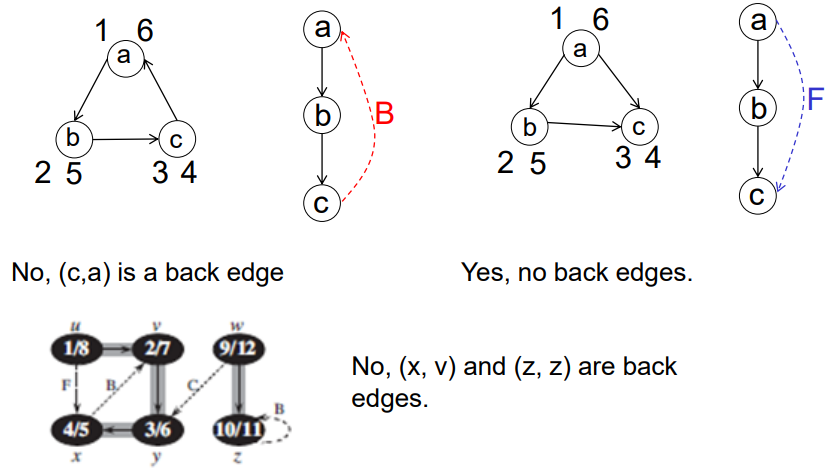 1 6
a
b
c
2 5
3 4
a
b
c
B
1 6
a
b
c
2 5
3 4
a
b
c
F
No, (c,a) is a back edge
Yes, no back edges.
u v w
1/8 2/7 9/12
F B C
4/5 3/6 10/11 B
x y z
No, (x, v) and (z, z) are back
edges.